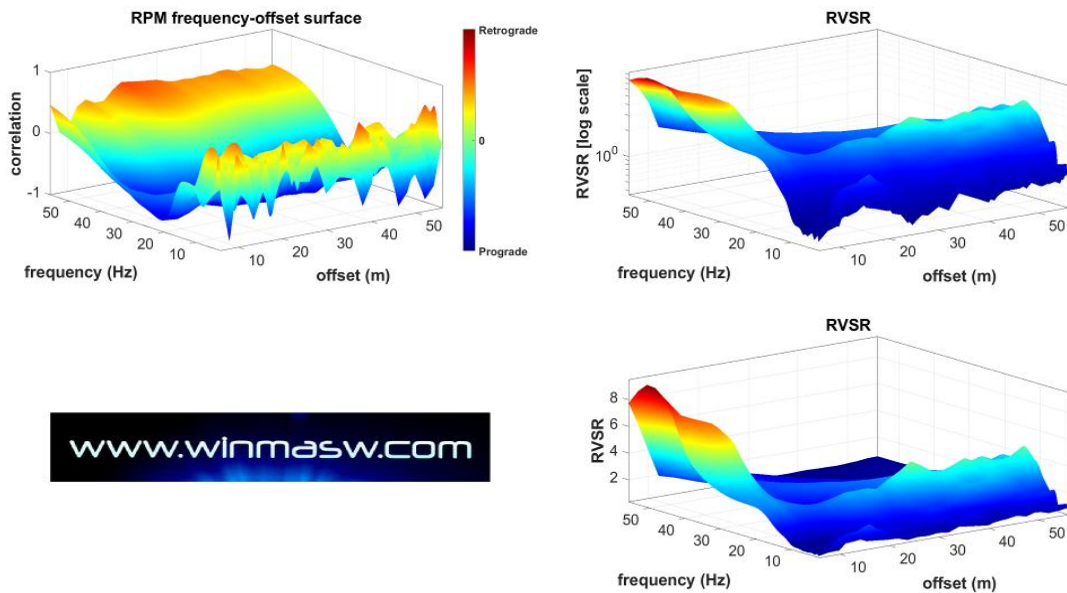 RPM frequency-offset surface
1
0
-1
correlation
50
40
30
20
10
frequency (Hz)
10
20
30
40
50
offset (m)
Retrograde
0
Prograde
RVSR
10^0
RVSR [log scale]
50
40
30
20
10
frequency (Hz)
10
20
30
40
50
offset (m)
www.winmasw.com
RVSR
8
6
4
2
RVSR
50
40
30
20
10
frequency (Hz)
10
20
30
40
50
offset (m)